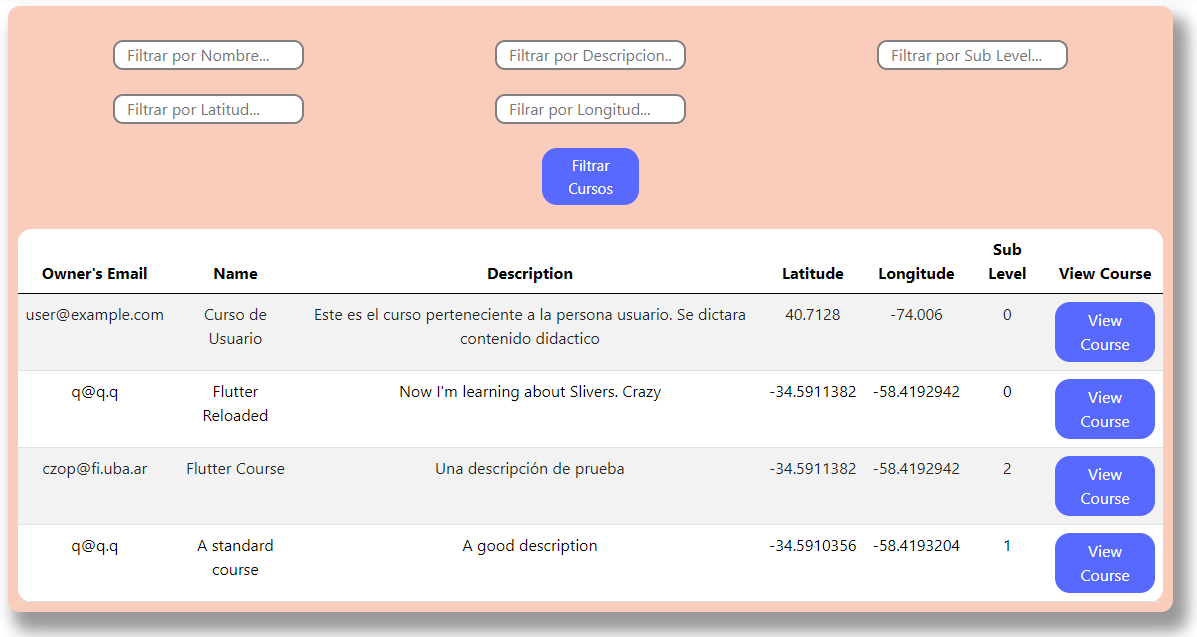 Filtrar por Nombre...
Filtrar por Descripcion..
Filtrar por Sub Level...
Filtrar por Latitud...
Filrar por Longitud...
Filtrar
Cursos
Owner's Email Name Description Latitude Longitude Sub Level View Course
user@example.com Curso de Usuario Este es el curso perteneciente a la persona usuario. Se dictara contenido didactico 40.7128 -74.006 0 View Course
q@q.q Flutter Reloaded Now I'm learning about Slivers. Crazy -34.5911382 -58.4192942 0 View Course
czop@fi.uba.ar Flutter Course Una descripción de prueba -34.5911382 -58.4192942 2 View Course
q@q.q A standard course A good description -34.5910356 -58.4193204 1 View Course